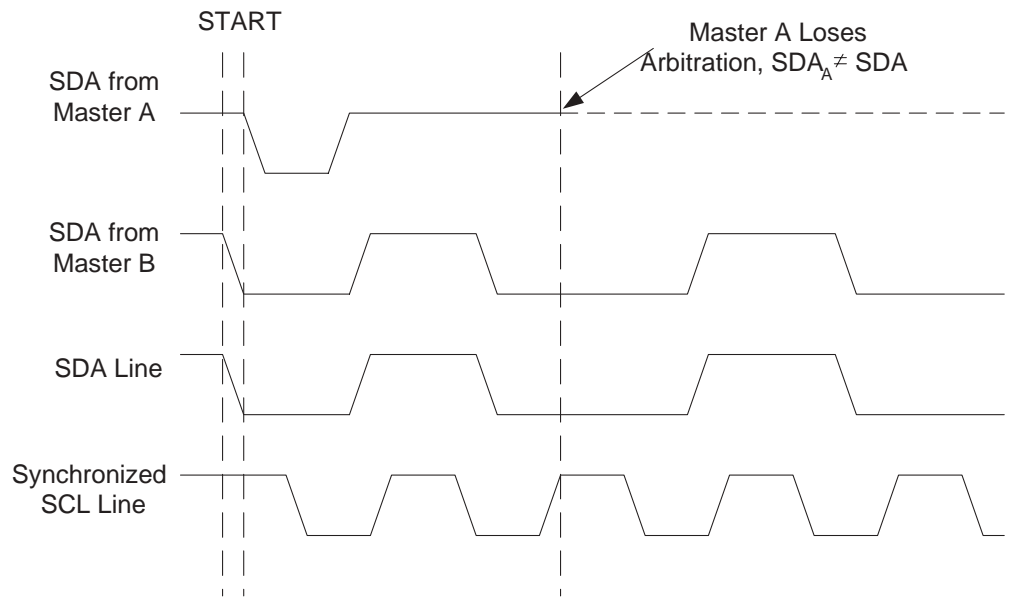 START
Master A Loses
Arbitration, SDA_A ≠ SDA
SDA from
Master A
SDA from
Master B
SDA Line
Synchronized
SCL Line